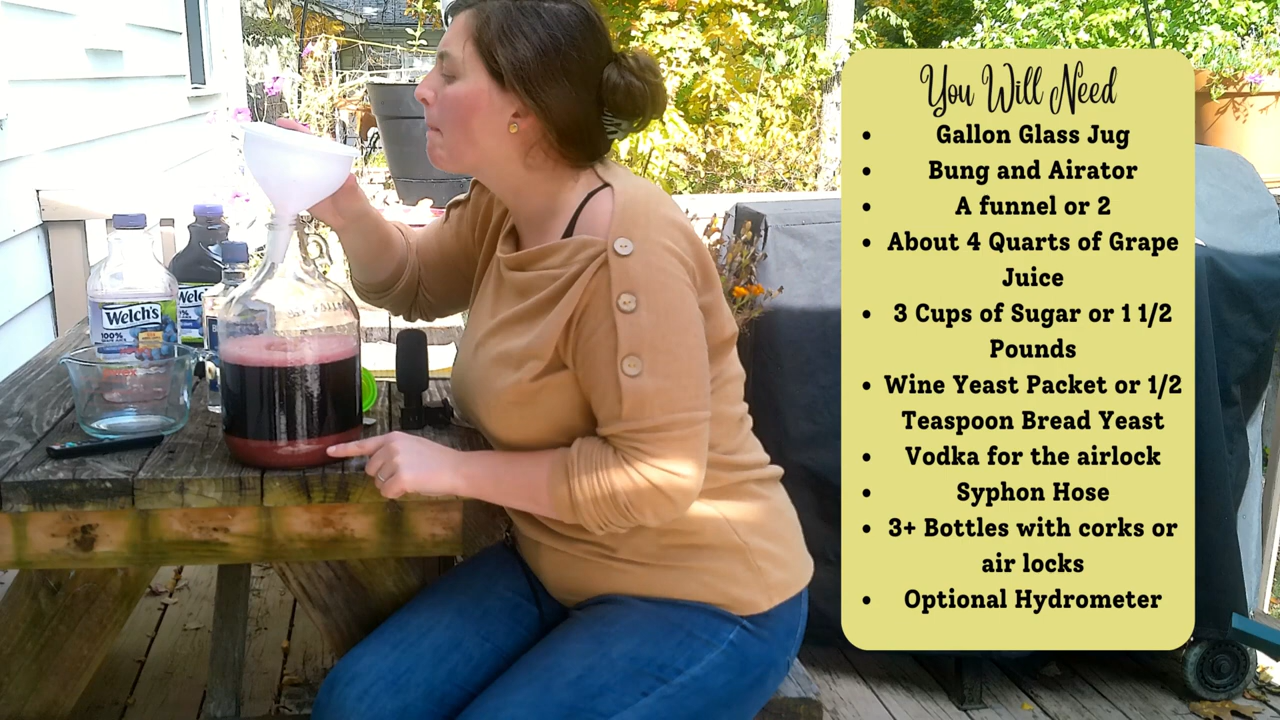 You Will Need
• Gallon Glass Jug
• Bung and Airator
• A funnel or 2
• About 4 Quarts of Grape
Juice
• 3 Cups of Sugar or 1 1/2
Pounds
• Wine Yeast Packet or 1/2
Teaspoon Bread Yeast
• Vodka for the airlock
• Syphon Hose
• 3+ Bottles with corks or
air locks
• Optional Hydrometer
Welch's
100%
Welc